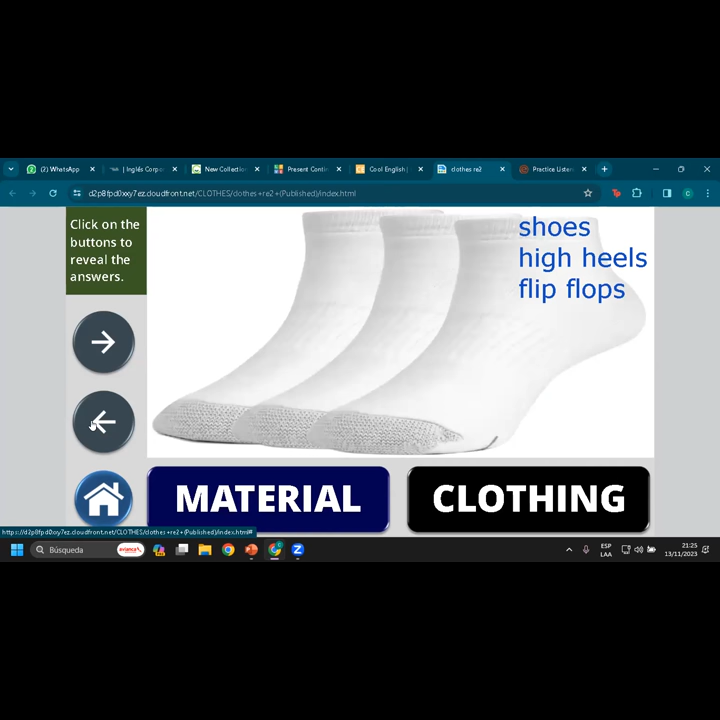 (2) WhatsApp
Inglés Corpo
New Collection
Present Contin
Cool English (
clothes re2
Practice Listen
d2p8fpd0xxy7ez.cloudfront.net/CLOTHES/clothes+re2+(Published)/index.html
Click on the
buttons to
reveal the
answers.
shoes
high heels
flip flops
MATERIAL
CLOTHING
https://d2p8fpd0xxy7ez.cloudfront.net/CLOTHES/clothes+re2+(Published)/index.html#
Búsqueda
avianca
ESP
LAA
21:25
13/11/2023